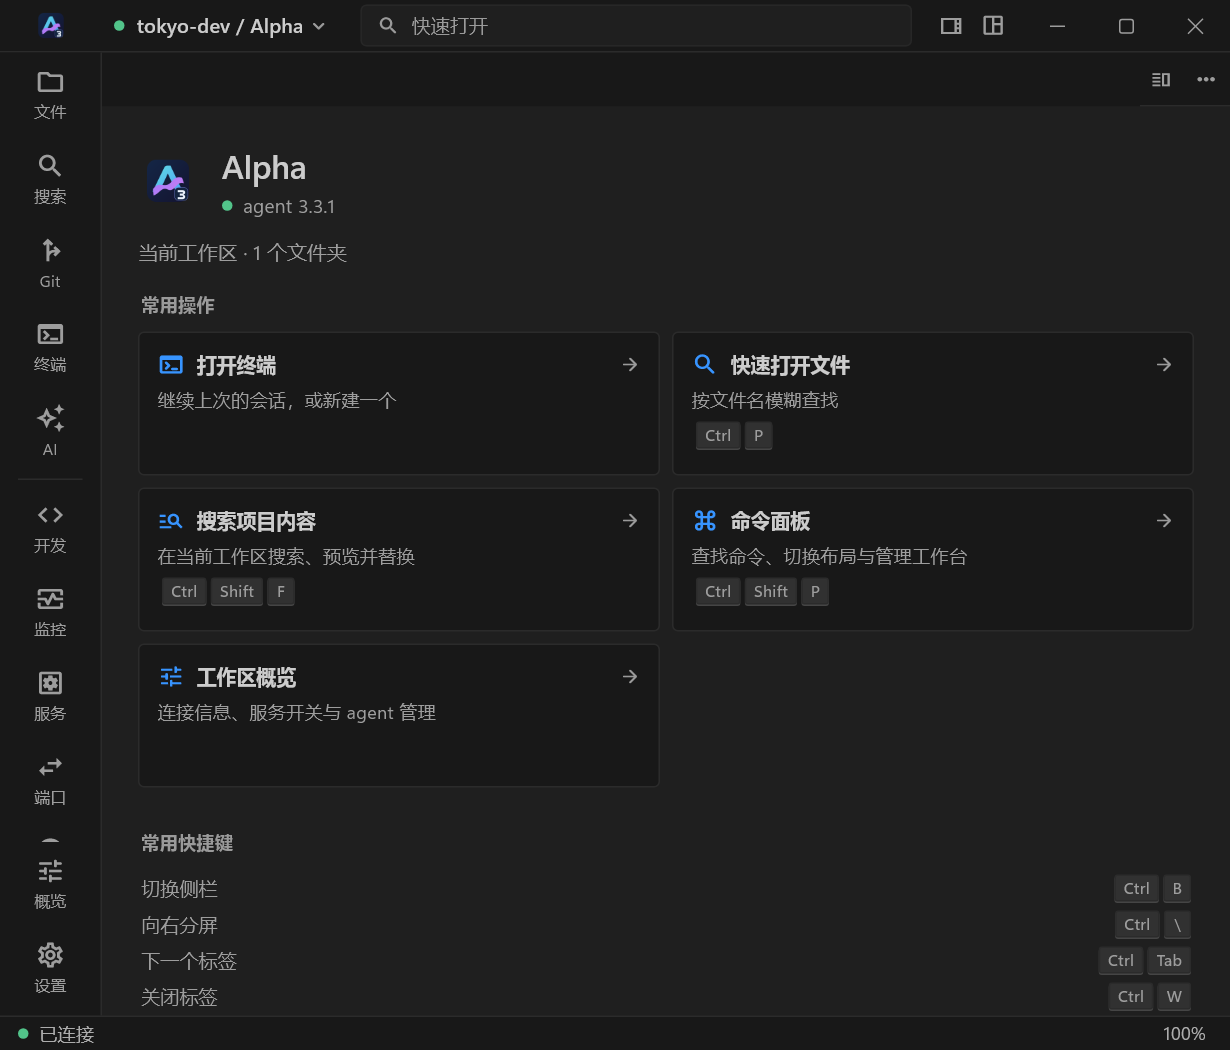 tokyo-dev / Alpha
快速打开
文件
搜索
Git
终端
AI
开发
监控
服务
端口
概览
设置
Alpha
agent 3.3.1
当前工作区 · 1 个文件夹
常用操作
打开终端
继续上次的会话，或新建一个
快速打开文件
按文件名模糊查找
Ctrl P
搜索项目内容
在当前工作区搜索、预览并替换
Ctrl Shift F
命令面板
查找命令、切换布局与管理工作台
Ctrl Shift P
工作区概览
连接信息、服务开关与 agent 管理
常用快捷键
切换侧栏 Ctrl B
向右分屏 Ctrl \
下一个标签 Ctrl Tab
关闭标签 Ctrl W
已连接
100%